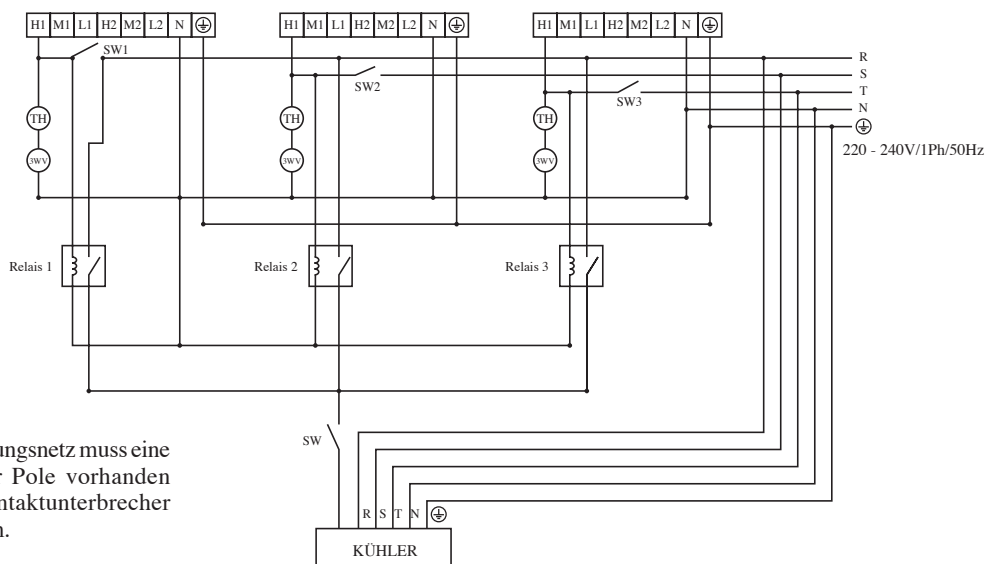 H1 M1 L1 H2 M2 L2 N
H1 M1 L1 H2 M2 L2 N
H1 M1 L1 H2 M2 L2 N
SW1
R
S
SW2
T
SW3
N
TH
TH
TH
220 - 240V/1Ph/50Hz
3WV
3WV
3WV
Relais 1
Relais 2
Relais 3
SW
ungsnetz muss eine
r Pole vorhanden
ntaktunterbrecher
n.
R S T N
KÜHLER